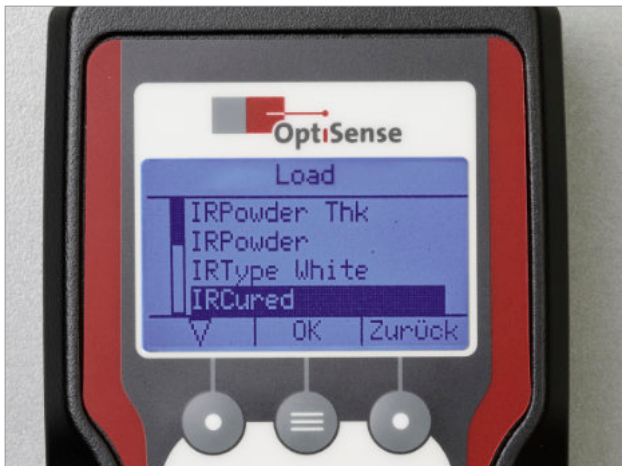 OptiSense
Load
IRPowder Thk
IRPowder
IRType White
IRCured
OK Zurück